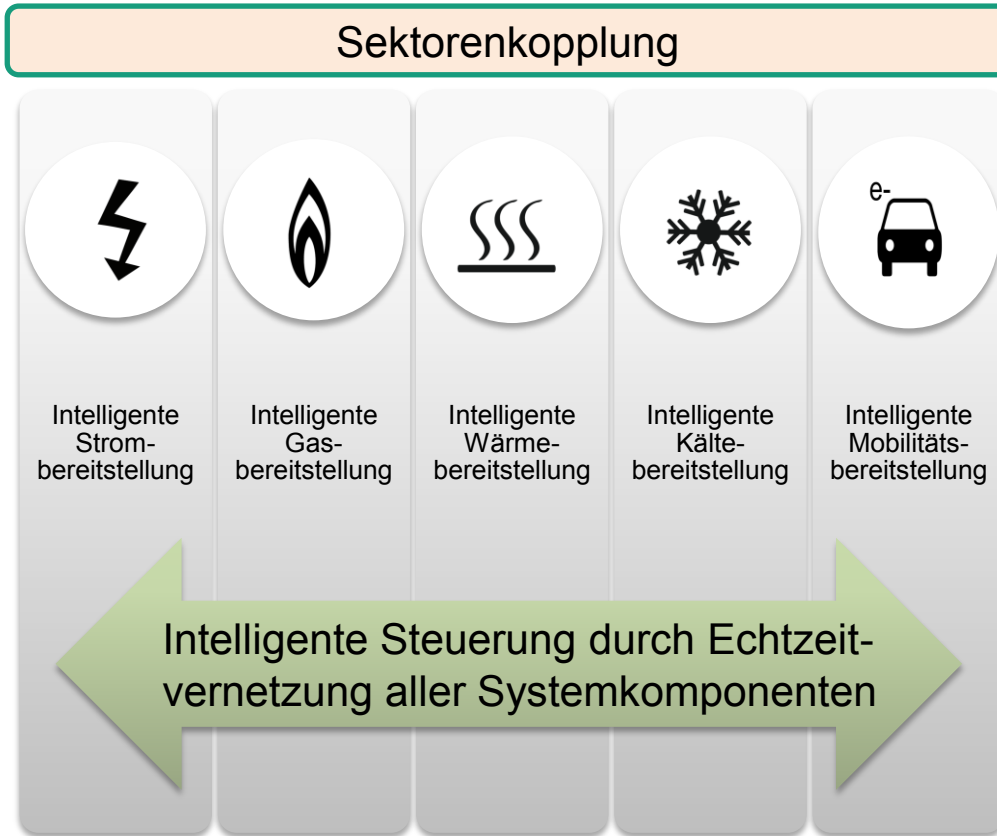 Sektorenkopplung
e-
Intelligente
Strom-
bereitstellung
Intelligente
Gas-
bereitstellung
Intelligente
Wärme-
bereitstellung
Intelligente
Kälte-
bereitstellung
Intelligente
Mobilitäts-
bereitstellung
Intelligente Steuerung durch Echtzeit-
vernetzung aller Systemkomponenten